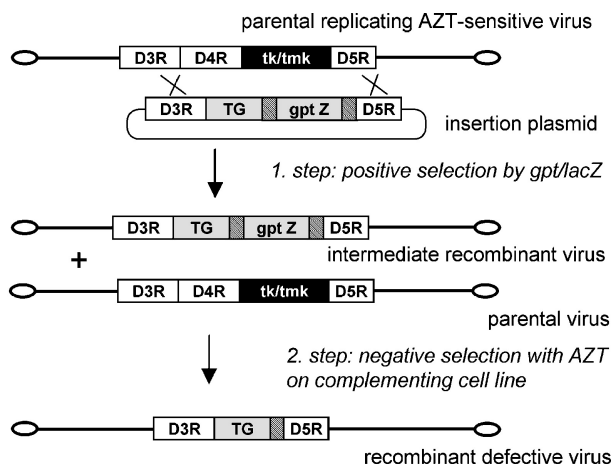 parental replicating AZT-sensitive virus
D3R D4R tk/tmk D5R
D3R TG gpt Z D5R
insertion plasmid
1. step: positive selection by gpt/lacZ
D3R TG gpt Z D5R
intermediate recombinant virus
+
D3R D4R tk/tmk D5R
parental virus
2. step: negative selection with AZT
on complementing cell line
D3R TG D5R
recombinant defective virus